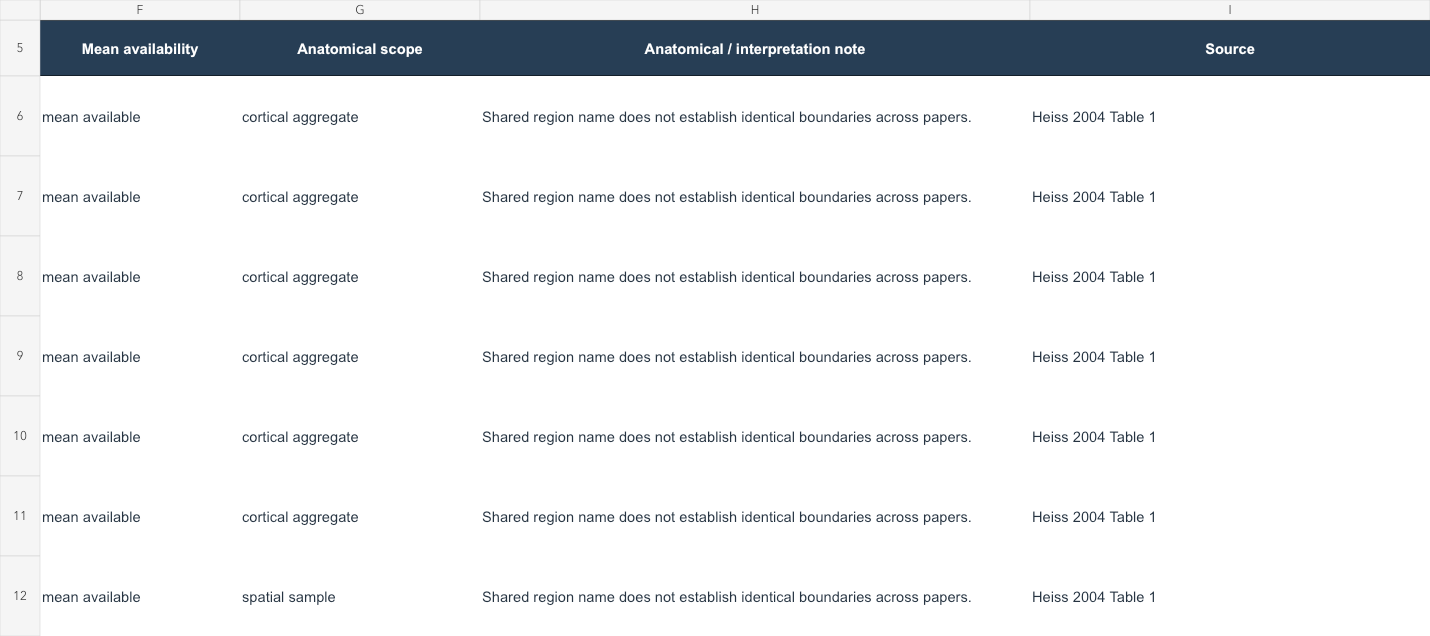 F G H I
5 Mean availability Anatomical scope Anatomical / interpretation note Source
6 mean available cortical aggregate Shared region name does not establish identical boundaries across papers. Heiss 2004 Table 1
7 mean available cortical aggregate Shared region name does not establish identical boundaries across papers. Heiss 2004 Table 1
8 mean available cortical aggregate Shared region name does not establish identical boundaries across papers. Heiss 2004 Table 1
9 mean available cortical aggregate Shared region name does not establish identical boundaries across papers. Heiss 2004 Table 1
10 mean available cortical aggregate Shared region name does not establish identical boundaries across papers. Heiss 2004 Table 1
11 mean available cortical aggregate Shared region name does not establish identical boundaries across papers. Heiss 2004 Table 1
12 mean available spatial sample Shared region name does not establish identical boundaries across papers. Heiss 2004 Table 1